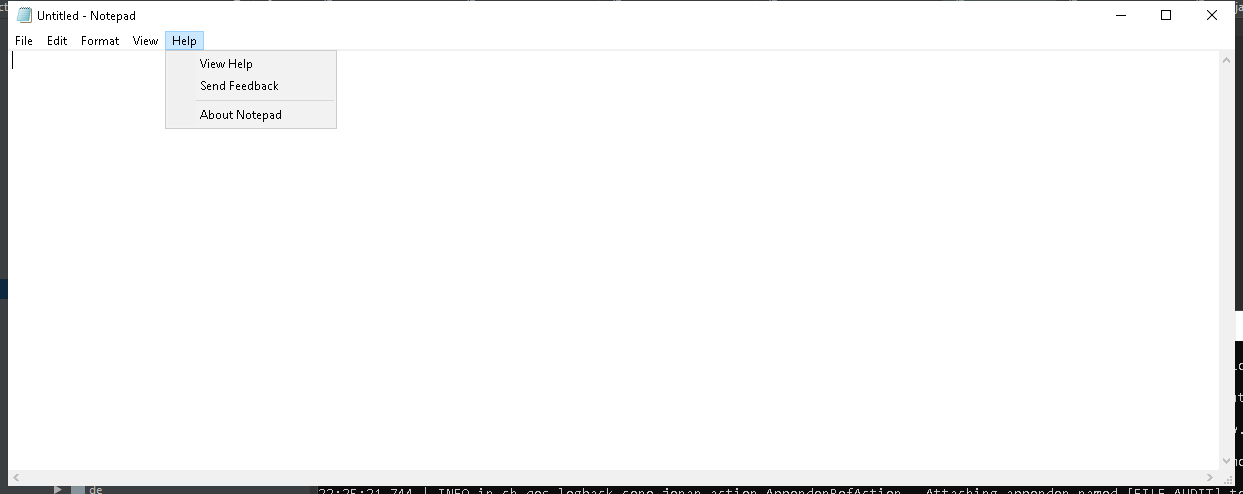 Untitled - Notepad
File Edit Format View Help
View Help
Send Feedback
About Notepad
de
22:25:21,744 | INFO in ch.qos.logback.core.joran.action.AppenderRefAction - Attaching appender named [FILE_AUDIT] t